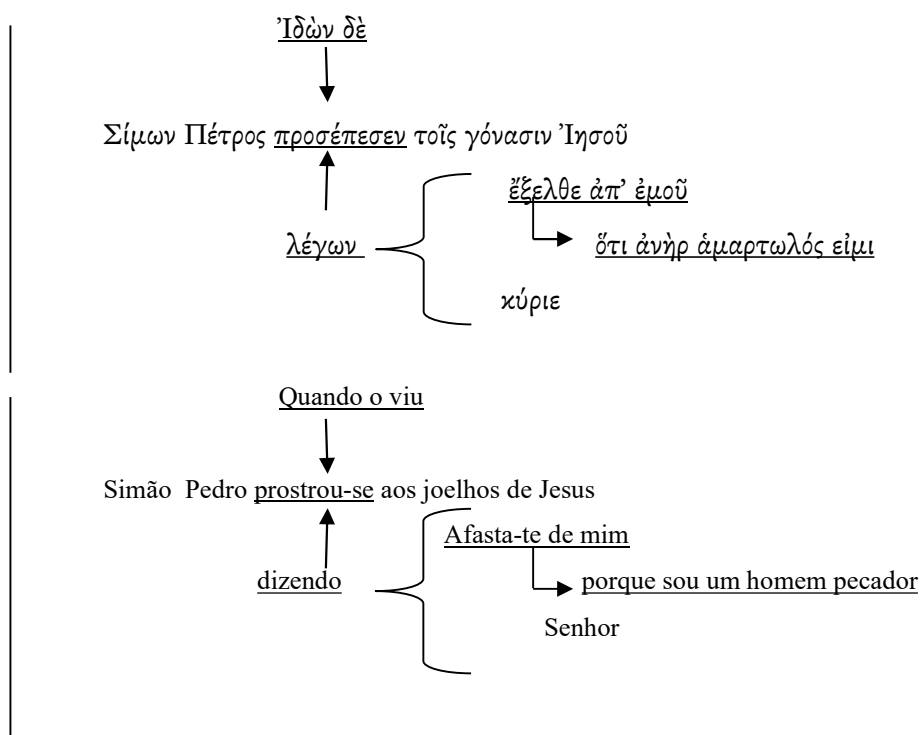 Ἰδὼν δὲ
Σίμων Πέτρος προσέπεσεν τοῖς γόνασιν Ἰησοῦ
ἔξελθε ἀπ’ ἐμοῦ
λέγων
ὅτι ἀνὴρ ἁμαρτωλός εἰμι
κύριε
Quando o viu
Simão Pedro prostrou-se aos joelhos de Jesus
Afasta-te de mim
dizendo
porque sou um homem pecador
Senhor